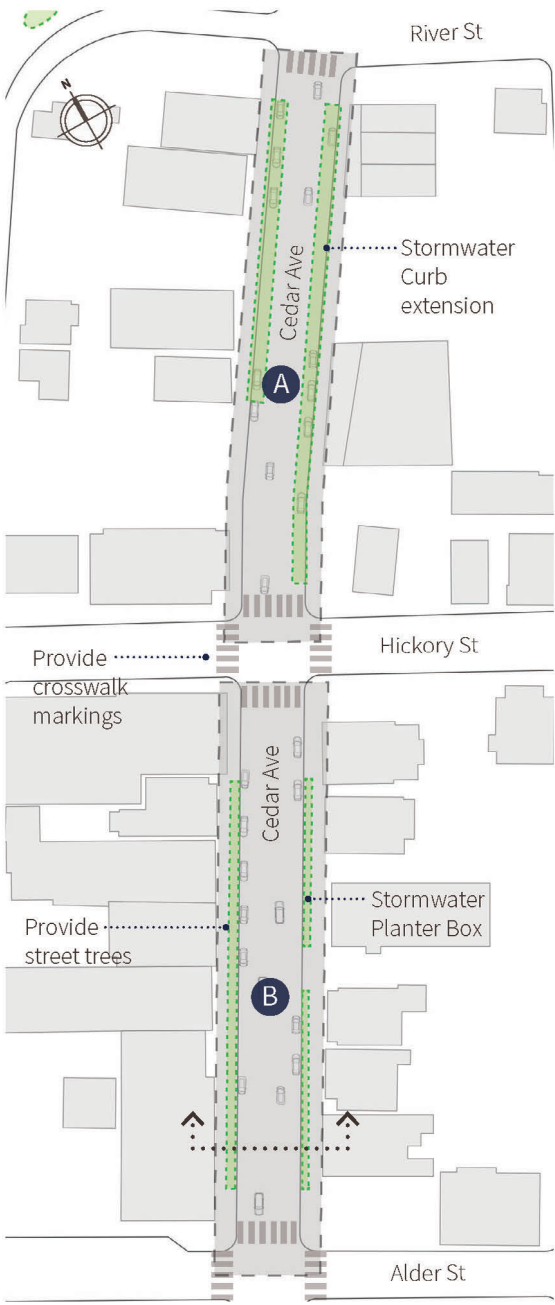 River St
N
Stormwater
Curb
extension
Cedar Ave
A
Hickory St
Provide
crosswalk
markings
Cedar Ave
Stormwater
Planter Box
Provide
street trees
B
Alder St